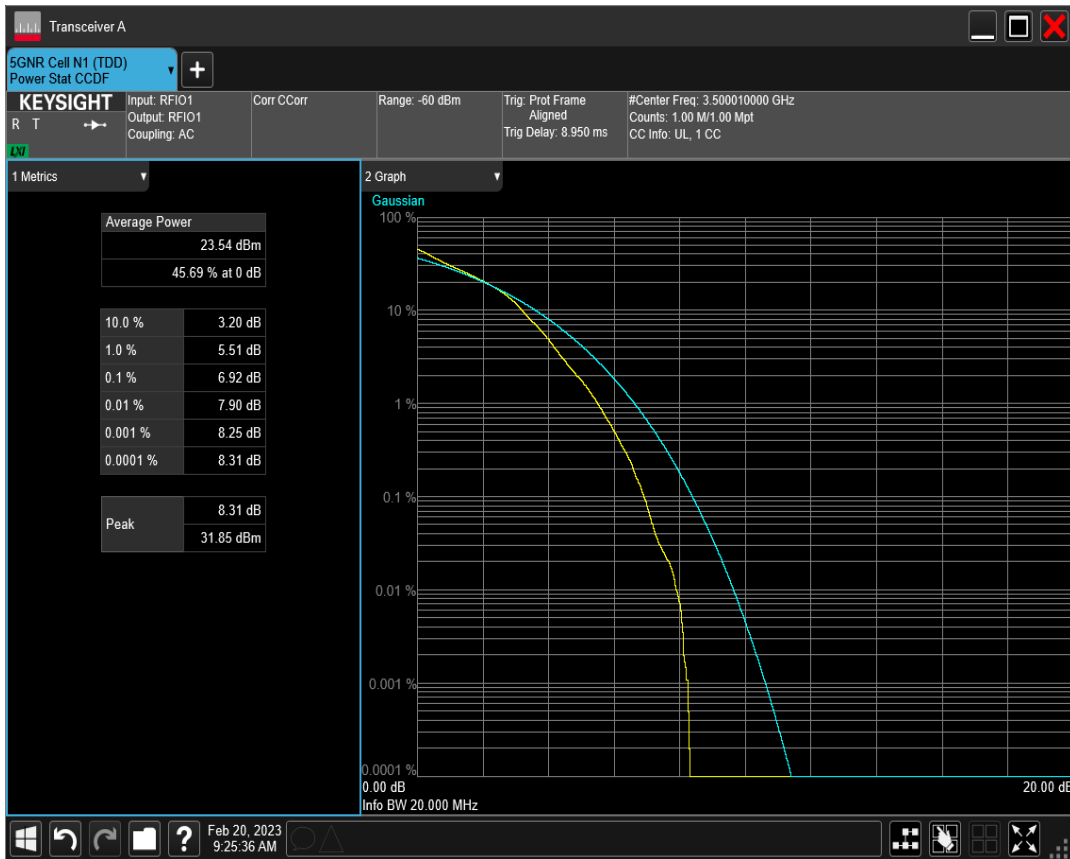 Transceiver A
5GNR Cell N1 (TDD)
Power Stat CCDF
+
KEYSIGHT
R T
LXI
Input: RFIO1
Output: RFIO1
Coupling: AC
Corr CCorr
Range: -60 dBm
Trig: Prot Frame
Aligned
Trig Delay: 8.950 ms
#Center Freq: 3.500010000 GHz
Counts: 1.00 M/1.00 Mpt
CC Info: UL, 1 CC
1 Metrics
Average Power
23.54 dBm
45.69 % at 0 dB
10.0 % 3.20 dB
1.0 % 5.51 dB
0.1 % 6.92 dB
0.01 % 7.90 dB
0.001 % 8.25 dB
0.0001 % 8.31 dB
Peak
8.31 dB
31.85 dBm
2 Graph
Gaussian
100 %
10 %
1 %
0.1 %
0.01 %
0.001 %
0.0001 %
0.00 dB 20.00 dB
Info BW 20.000 MHz
?
Feb 20, 2023
9:25:36 AM